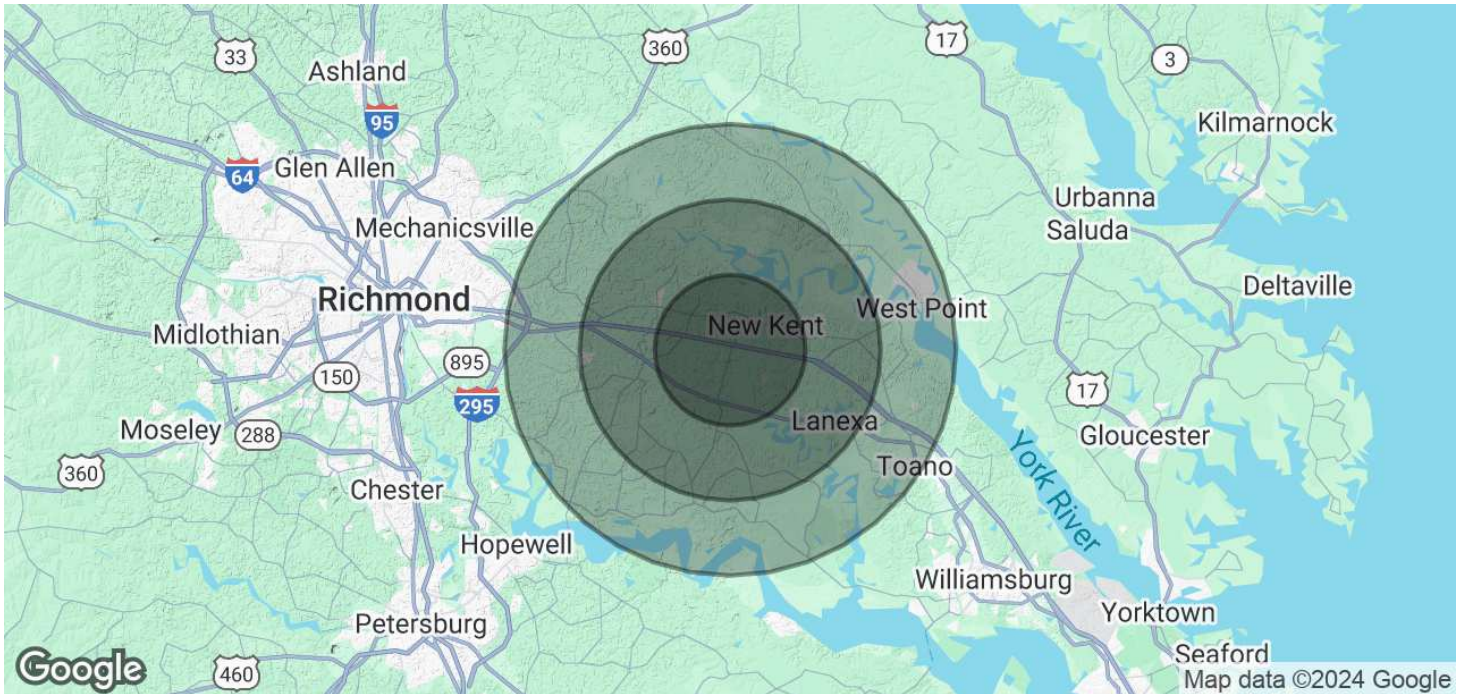 33
360
17
3
Ashland
95
Kilmarnock
Glen Allen
64
Urbanna
Mechanicsville
Saluda
Richmond
Deltaville
West Point
New Kent
Midlothian
895
150
17
295
Lanexa
Moseley
288
Gloucester
360
Toano
Chester
York River
Hopewell
Williamsburg
Petersburg
Yorktown
Google
460
Seaford
Map data ©2024 Google